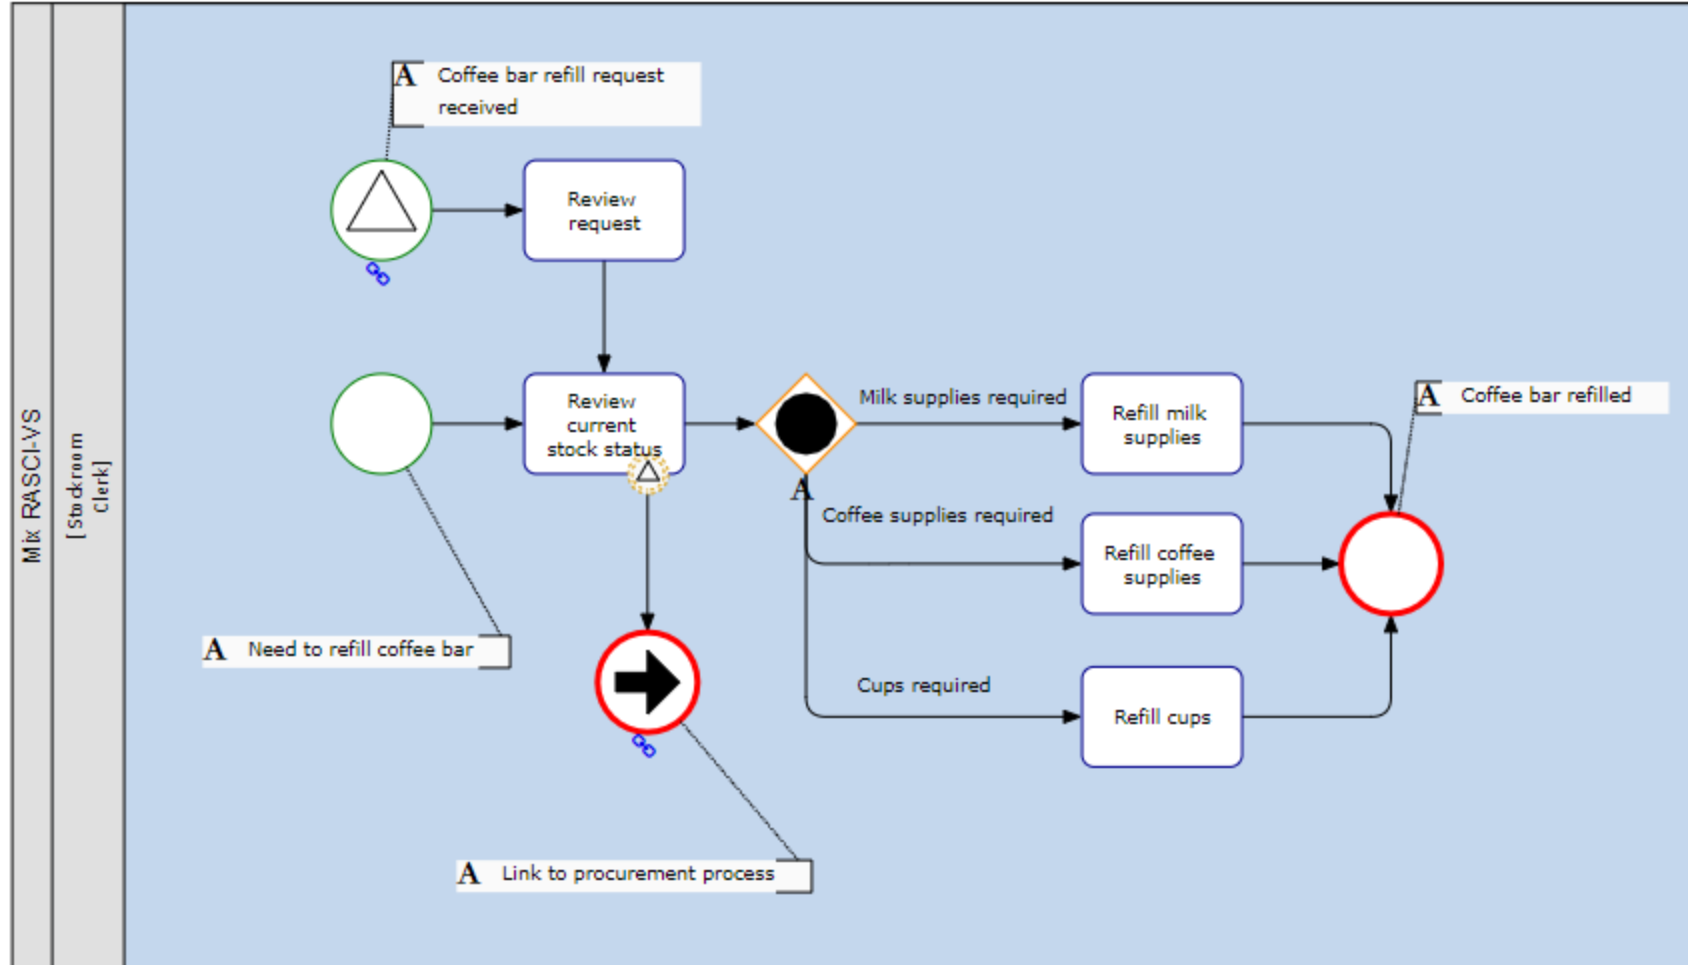 Mix RASCI-VS
[Stockroom
Clerk]
A Coffee bar refill request
received
Review
request
Review
current
stock status
A
Milk supplies required
Refill milk
supplies
A Coffee bar refilled
Coffee supplies required
Refill coffee
supplies
A Need to refill coffee bar
Cups required
Refill cups
A Link to procurement process